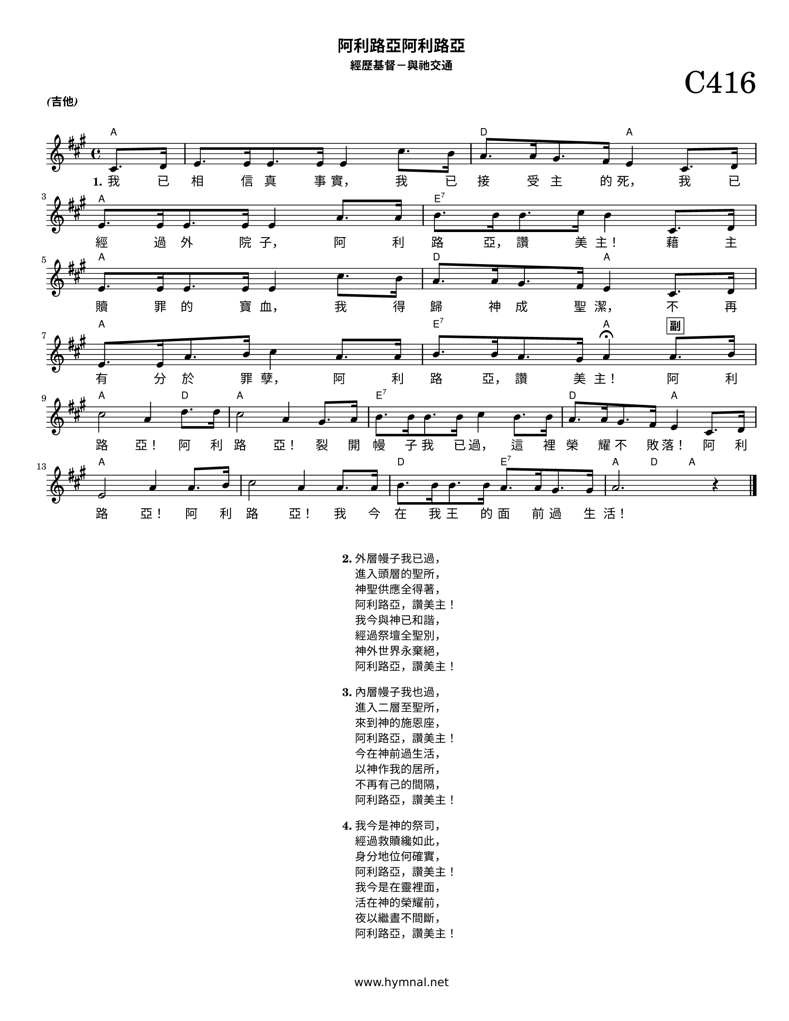 阿利路亞阿利路亞
經歷基督－與祂交通
C416
(吉他)
A D A
1. 我 已 相 信 真 事 實， 我 已 接 受 主 的 死， 我 已
3 A E7
經 過 外 院 子， 阿 利 路 亞， 讚 美 主！ 藉 主
5 A D A
贖 罪 的 寶 血， 我 得 歸 神 成 聖 潔， 不 再
7 A E7 A 副
有 分 於 罪 孽， 阿 利 路 亞， 讚 美 主！ 阿 利
9 A D A E7 D A
路 亞！ 阿 利 路 亞！ 裂 開 幔 子 我 已 過， 這 裡 榮 耀 不 敗 落！ 阿 利
13 A D E7 A D A
路 亞！ 阿 利 路 亞！ 我 今 在 我 王 的 面 前 過 生 活！
2. 外層幔子我已過，
進入頭層的聖所，
神聖供應全得著，
阿利路亞，讚美主！
我今與神已和諧，
經過祭壇全聖別，
神外世界永棄絕，
阿利路亞，讚美主！
3. 內層幔子我也過，
進入二層至聖所，
來到神的施恩座，
阿利路亞，讚美主！
今在神前過生活，
以神作我的居所，
不再有己的間隔，
阿利路亞，讚美主！
4. 我今是神的祭司，
經過救贖纔如此，
身分地位何確實，
阿利路亞，讚美主！
我今是在靈裡面，
活在神的榮耀前，
夜以繼晝不間斷，
阿利路亞，讚美主！
www.hymnal.net